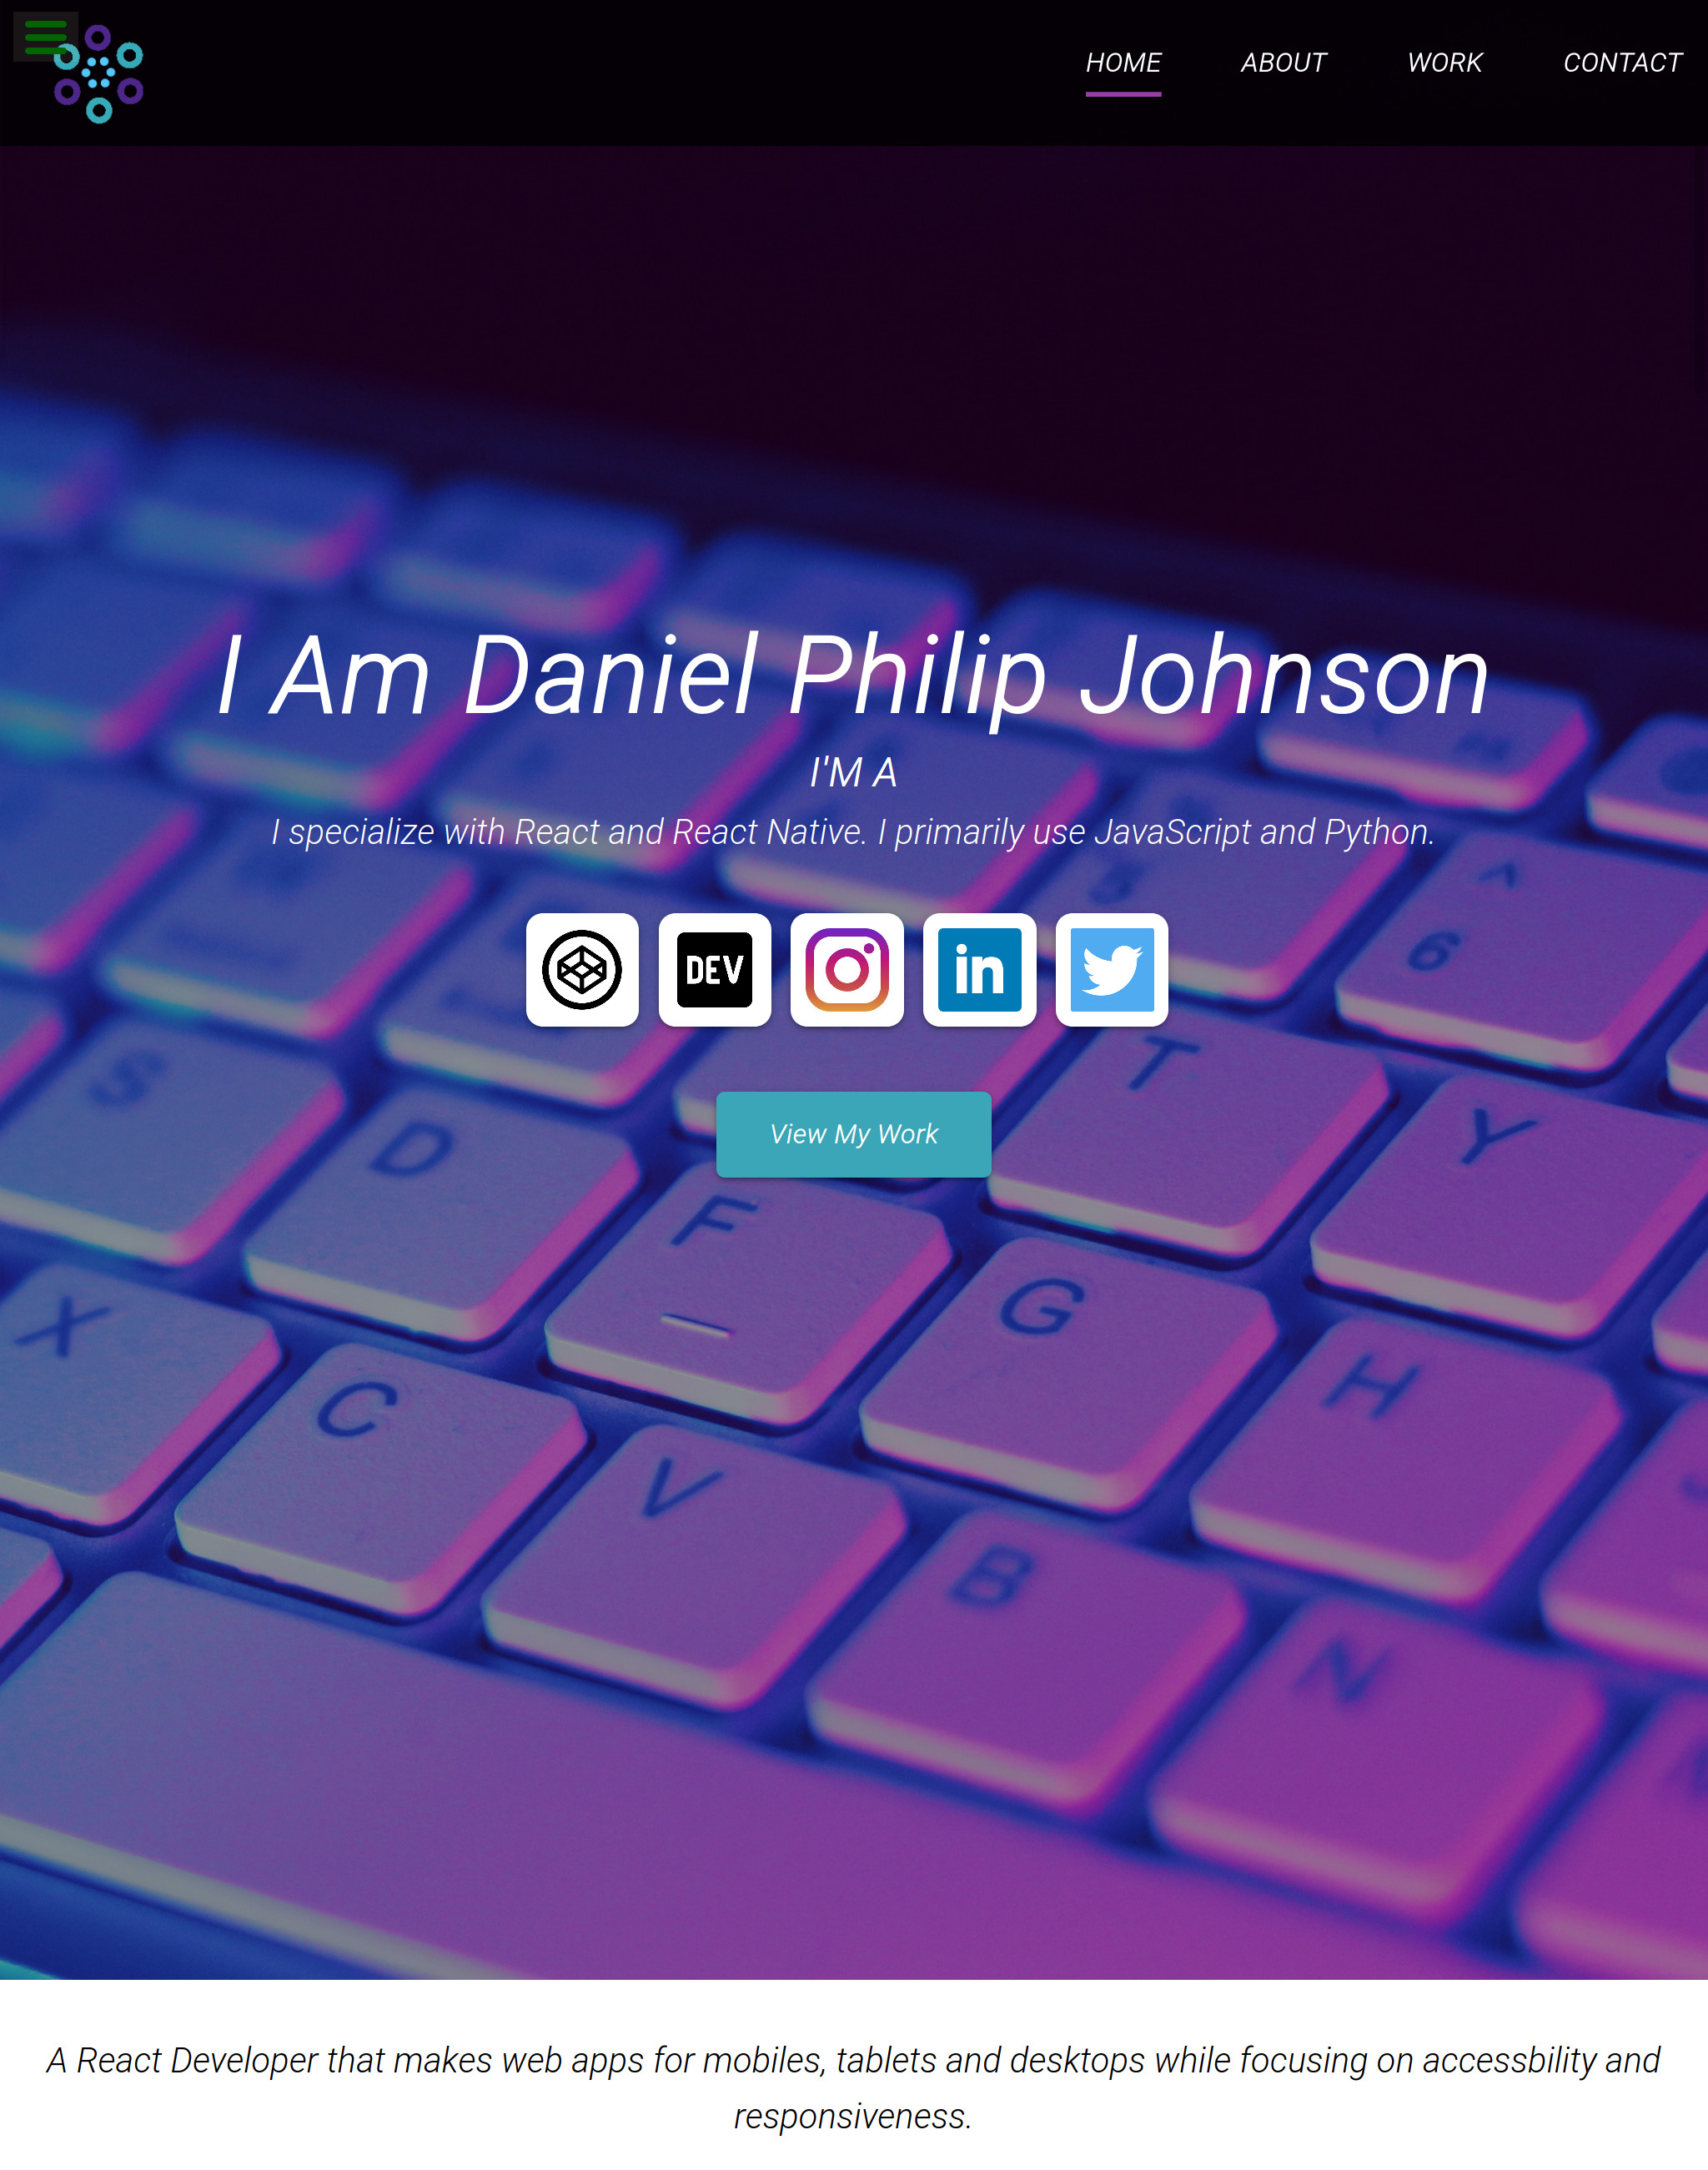 HOME ABOUT WORK CONTACT
I Am Daniel Philip Johnson
I'M A
I specialize with React and React Native. I primarily use JavaScript and Python.
DEV
in
View My Work
6
5
T
Y
S
D
F
G
H
X
C
V
B
N
A React Developer that makes web apps for mobiles, tablets and desktops while focusing on accessbility and
responsiveness.